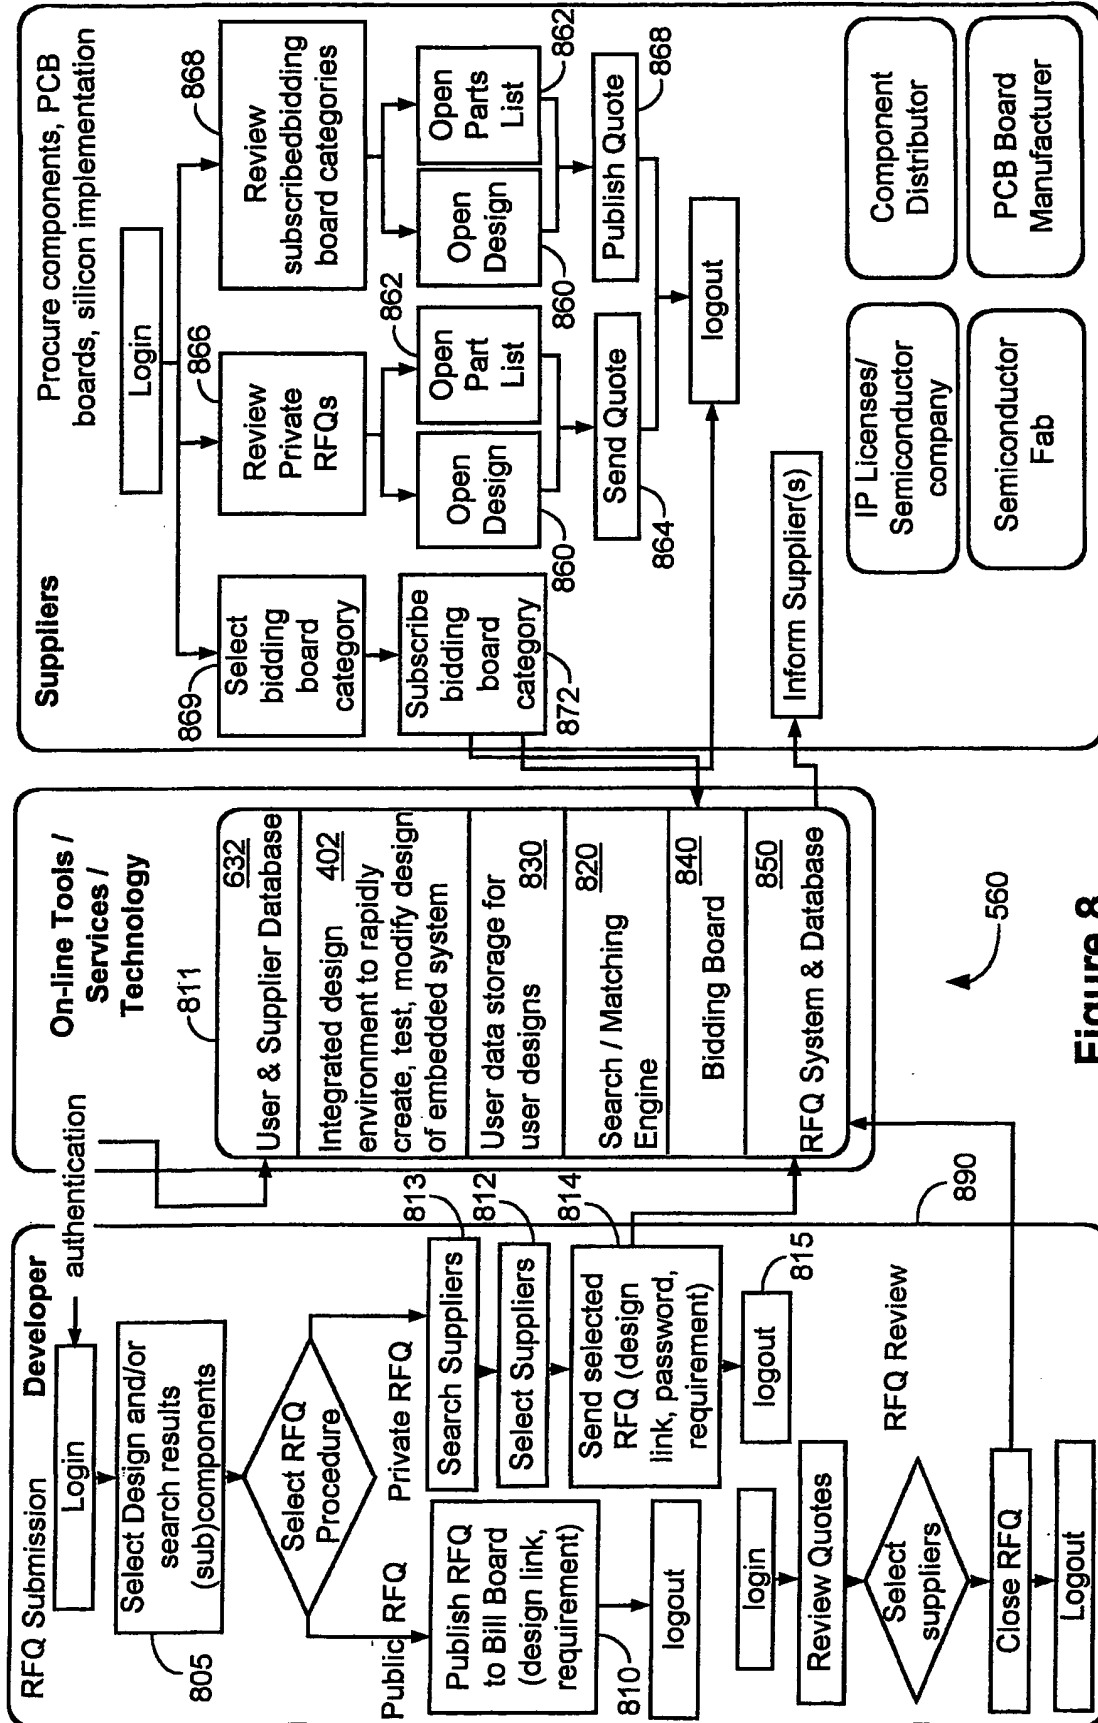 RFQ Submission
Developer
Login
authentication
Select Design and/or
search results
(sub)components
805
Select RFQ
Procedure
Public RFQ
Private RFQ
Publish RFQ
to Bill Board
(design link,
requirement)
810
logout
Search Suppliers
813
Select Suppliers
812
Send selected
RFQ (design
link, password,
requirement)
814
logout
815
login
Review Quotes
Select
suppliers
Close RFQ
Logout
RFQ Review
890
On-line Tools /
Services /
Technology
811
User & Supplier Database
632
Integrated design
402
environment to rapidly
create, test, modify design
of embedded system
User data storage for
830
user designs
Search / Matching
820
Engine
840
Bidding Board
850
RFQ System & Database
560
Figure 8
Suppliers
Procure components, PCB
boards, silicon implementation
Login
869
Select
bidding
board
category
Subscribe
bidding
board
category
872
866
Review
Private
RFQs
Open
Design
860
862
Open
Part
List
Send Quote
864
868
Review
subscribedbidding
board categories
Open
Design
860
Open
Parts
List
862
Publish Quote
868
logout
Inform Supplier(s)
IP Licenses/
Semiconductor
company
Component
Distributor
Semiconductor
Fab
PCB Board
Manufacturer